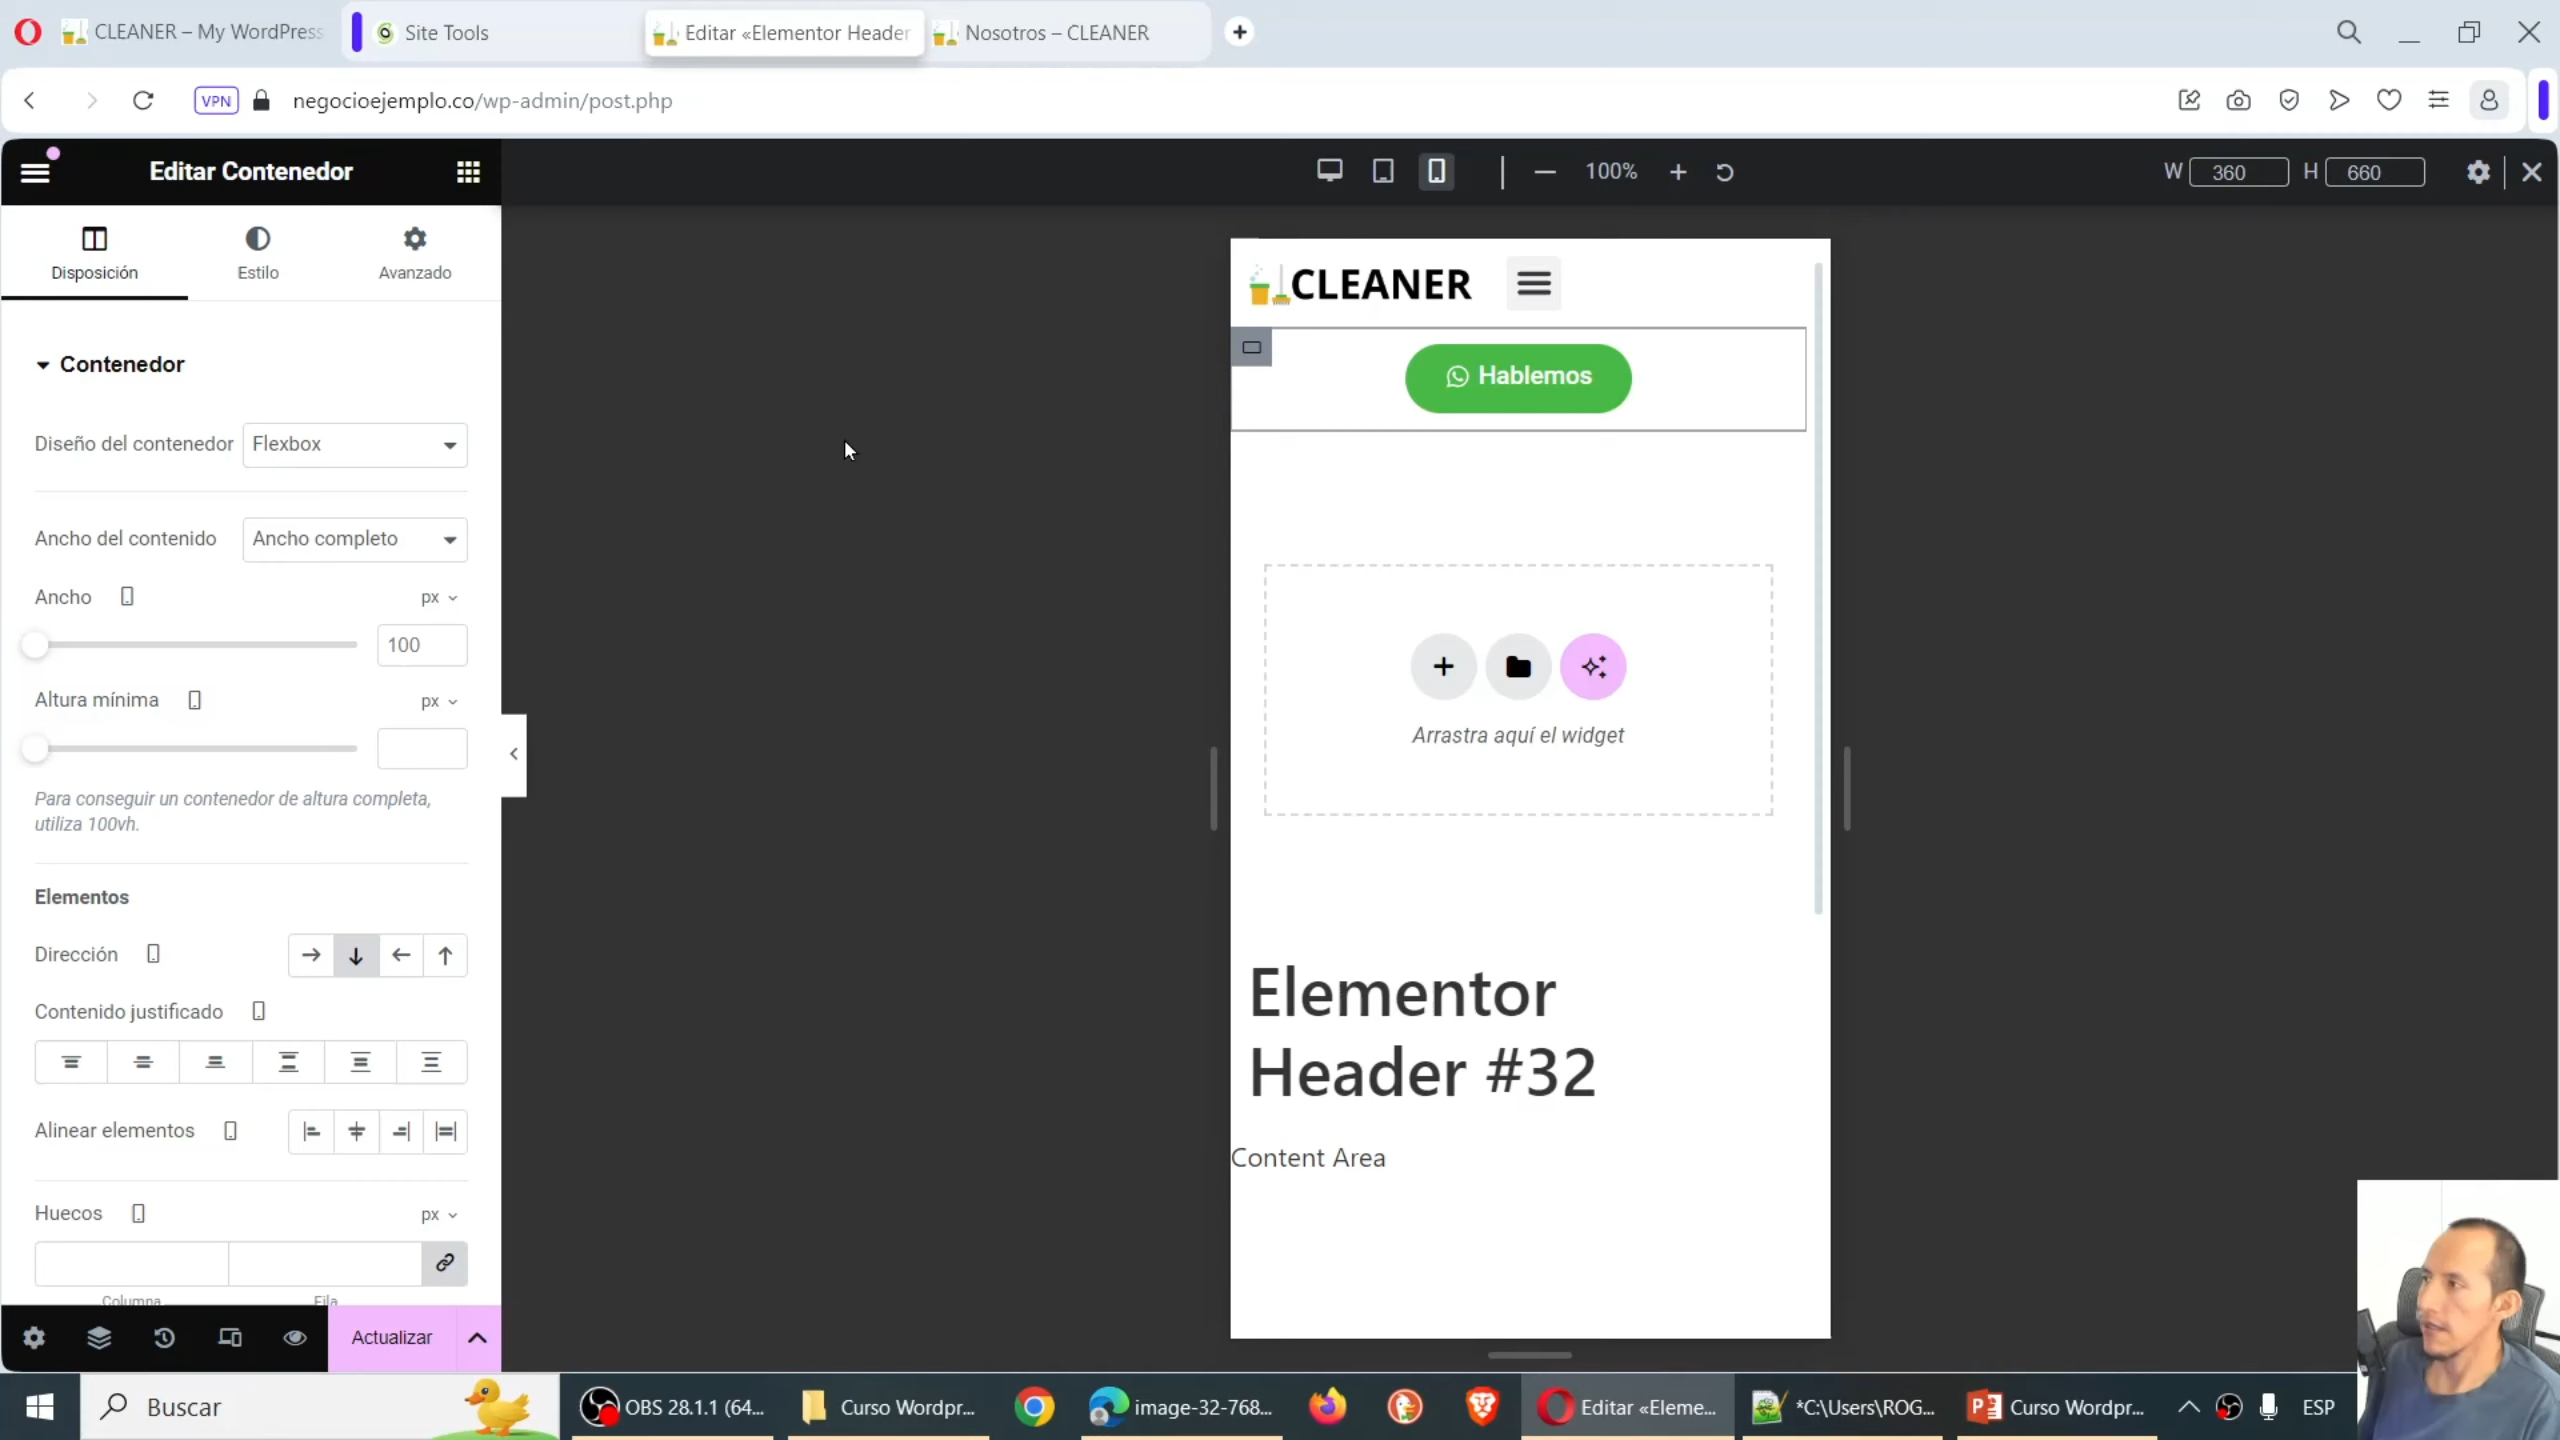 CLEANER – My WordPress
Site Tools
Editar «Elementor Header
Nosotros – CLEANER
VPN
negocioejemplo.co/wp-admin/post.php
Editar Contenedor
100%
W 360
H 660
Disposición
Estilo
Avanzado
Contenedor
Diseño del contenedor Flexbox
Ancho del contenido Ancho completo
Ancho px
100
Altura mínima px
Para conseguir un contenedor de altura completa,
utiliza 100vh.
Elementos
Dirección
Contenido justificado
Alinear elementos
Huecos px
Columna Fila
Actualizar
CLEANER
Hablemos
Arrastra aquí el widget
Elementor
Header #32
Content Area
Buscar
OBS 28.1.1 (64...
Curso Wordpr...
image-32-768...
Editar «Eleme...
*C:\Users\ROG...
Curso Wordpr...
ESP